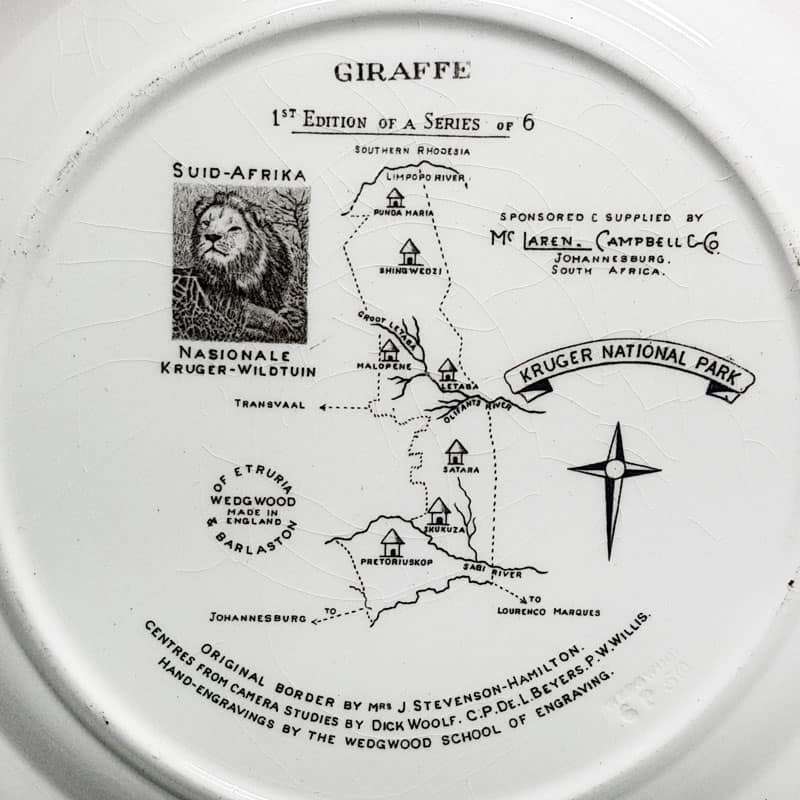 GIRAFFE
1ST EDITION OF A SERIES OF 6
SOUTHERN RHODESIA
LIMPOPO RIVER
PUNDA MARIA
SHINGWEDZI
SUID-AFRIKA
NASIONALE
KRUGER-WILDTUIN
SPONSORED & SUPPLIED BY
MC LAREN. CAMPBELL & CO.
JOHANNESBURG.
SOUTH AFRICA.
GROOT LETABA
MALOPENE
LETABA
KRUGER NATIONAL PARK
TRANSVAAL
OLIFANTS RIVER
SATARA
OF ETRURIA
WEDGWOOD
MADE IN
ENGLAND
& BARLASTON
SKUKUZA
PRETORIUSKOP
SABI RIVER
TO
JOHANNESBURG
TO
LOURENCO MARQUES
ORIGINAL BORDER BY MRS J STEVENSON-HAMILTON.
CENTRES FROM CAMERA STUDIES BY DICK WOOLF. C.P.DE.L.BEYERS.P.W.WILLIS.
HAND-ENGRAVINGS BY THE WEDGWOOD SCHOOL OF ENGRAVING.